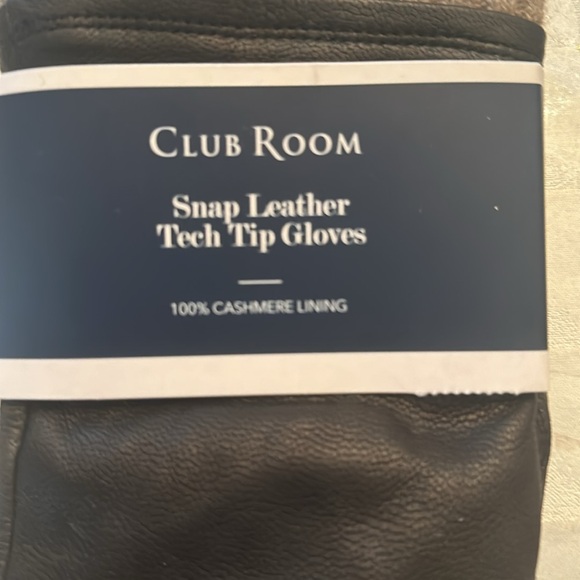 CLUB ROOM
Snap Leather
Tech Tip Gloves
100% CASHMERE LINING